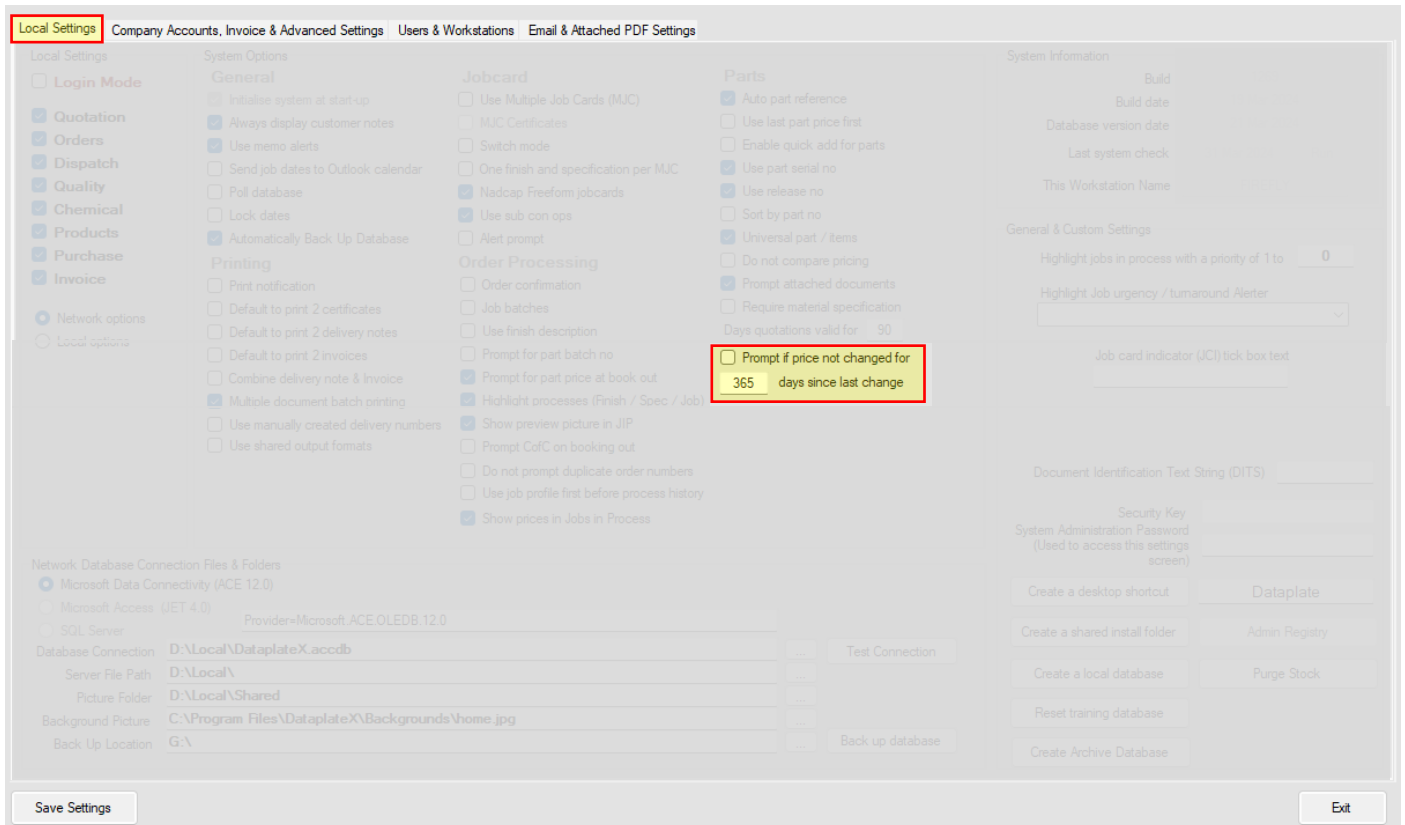 Local Settings Company Accounts, Invoice & Advanced Settings Users & Workstations Email & Attached PDF Settings
Local Settings
Login Mode
Quotation
Orders
Dispatch
Quality
Chemical
Products
Purchase
Invoice
Network options
Local options
System Options
General
Initialise system at start-up
Always display customer notes
Use memo alerts
Send job dates to Outlook calendar
Poll database
Lock dates
Automatically Back Up Database
Printing
Print notification
Default to print 2 certificates
Default to print 2 delivery notes
Default to print 2 invoices
Combine delivery note & Invoice
Multiple document batch printing
Use manually created delivery numbers
Use shared output formats
Jobcard
Use Multiple Job Cards (MJC)
MJC Certificates
Switch mode
One finish and specification per MJC
Nadcap Freeform jobcards
Use sub con ops
Alert prompt
Order Processing
Order confirmation
Job batches
Use finish description
Prompt for part batch no
Prompt for part price at book out
Highlight processes (Finish / Spec / Job)
Show preview picture in JIP
Prompt CofC on booking out
Do not prompt duplicate order numbers
Use job profile first before process history
Show prices in Jobs in Process
Parts
Auto part reference
Use last part price first
Enable quick add for parts
Use part serial no
Use release no
Sort by part no
Universal part / items
Do not compare pricing
Prompt attached documents
Require material specification
Days quotations valid for 90
Prompt if price not changed for
365 days since last change
System Information
Build
Build date
Database version date
Last system check
This Workstation Name
General & Custom Settings
Highlight jobs in process with a priority of 1 to 0
Highlight Job urgency / turnaround Alerter
Job card indicator (JCI) tick box text
Document Identification Text String (DITS)
Security Key
System Administration Password
(Used to access this settings
screen)
Network Database Connection Files & Folders
Microsoft Data Connectivity (ACE 12.0)
Microsoft Access (JET 4.0)
SQL Server
Provider=Microsoft.ACE.OLEDB.12.0
Database Connection D:\Local\DataplateX.accdb ... Test Connection
Server File Path D:\Local\ ...
Picture Folder D:\Local\Shared ...
Background Picture C:\Program Files\DataplateX\Backgrounds\home.jpg ...
Back Up Location G:\ ... Back up database
Create a desktop shortcut Dataplate
Create a shared install folder Admin Registry
Create a local database Purge Stock
Reset training database
Create Archive Database
Save Settings Exit